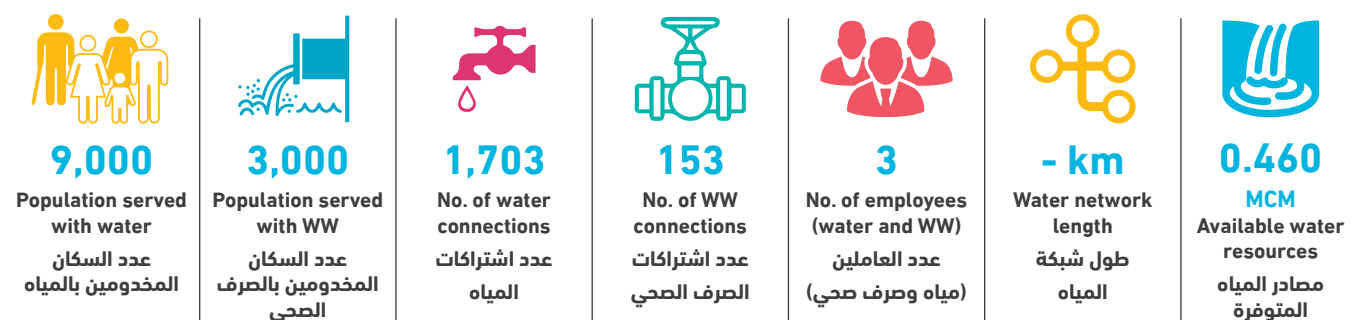 9,000
Population served
with water
عدد السكان
المخدومين بالمياه
3,000
Population served
with WW
عدد السكان
المخدومين بالصرف
الصحي
1,703
No. of water
connections
عدد اشتراكات
المياه
153
No. of WW
connections
عدد اشتراكات
الصرف الصحي
3
No. of employees
(water and WW)
عدد العاملين
(مياه وصرف صحي)
- km
Water network
length
طول شبكة
المياه
0.460
MCM
Available water
resources
مصادر المياه
المتوفرة